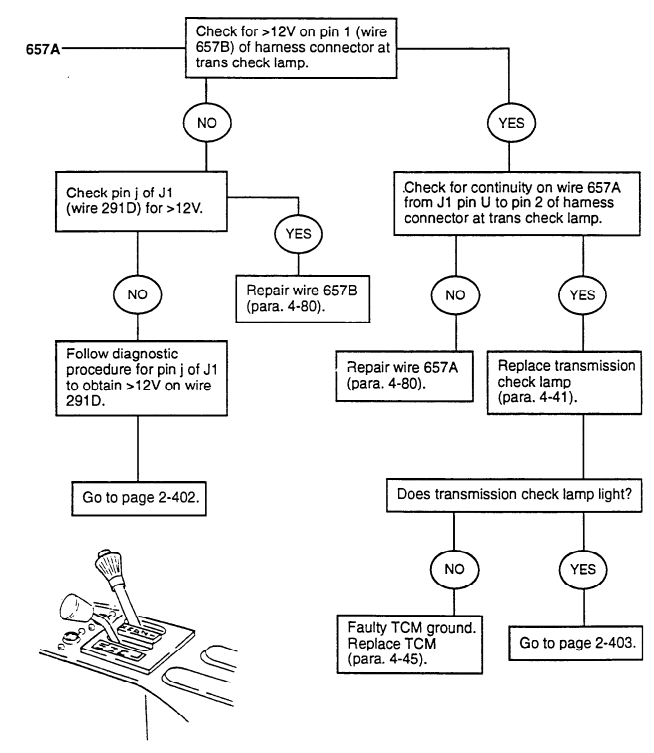 657A
Check for >12V on pin 1 (wire
657B) of harness connector at
trans check lamp.
NO
YES
Check pin j of J1
(wire 291D) for >12V.
Check for continuity on wire 657A
from J1 pin U to pin 2 of harness
connector at trans check lamp.
YES
NO
NO
YES
Repair wire 657B
(para. 4-80).
Follow diagnostic
procedure for pin j of J1
to obtain >12V on wire
291D.
Repair wire 657A
(para. 4-80).
Replace transmission
check lamp
(para. 4-41).
Go to page 2-402.
Does transmission check lamp light?
NO
YES
Faulty TCM ground.
Replace TCM
(para. 4-45).
Go to page 2-403.